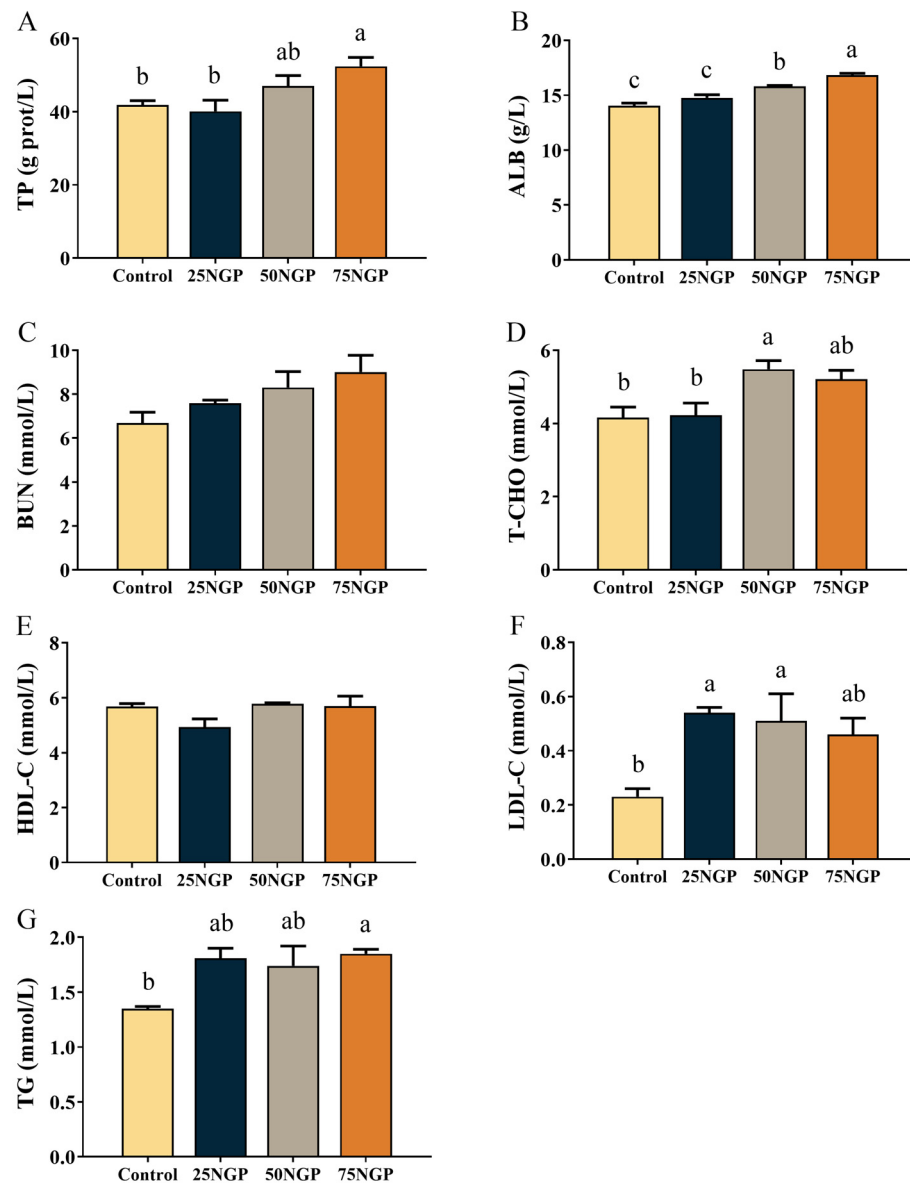 A
TP (g prot/L)
60
40
20
0
b
b
ab
a
Control
25NGP
50NGP
75NGP
B
ALB (g/L)
20
15
10
5
0
c
c
b
a
Control
25NGP
50NGP
75NGP
C
BUN (mmol/L)
10
8
6
4
2
0
Control
25NGP
50NGP
75NGP
D
T-CHO (mmol/L)
6
4
2
0
b
b
a
ab
Control
25NGP
50NGP
75NGP
E
HDL-C (mmol/L)
8
6
4
2
0
Control
25NGP
50NGP
75NGP
F
LDL-C (mmol/L)
0.8
0.6
0.4
0.2
0.0
b
a
a
ab
Control
25NGP
50NGP
75NGP
G
TG (mmol/L)
2.0
1.5
1.0
0.5
0.0
b
ab
ab
a
Control
25NGP
50NGP
75NGP